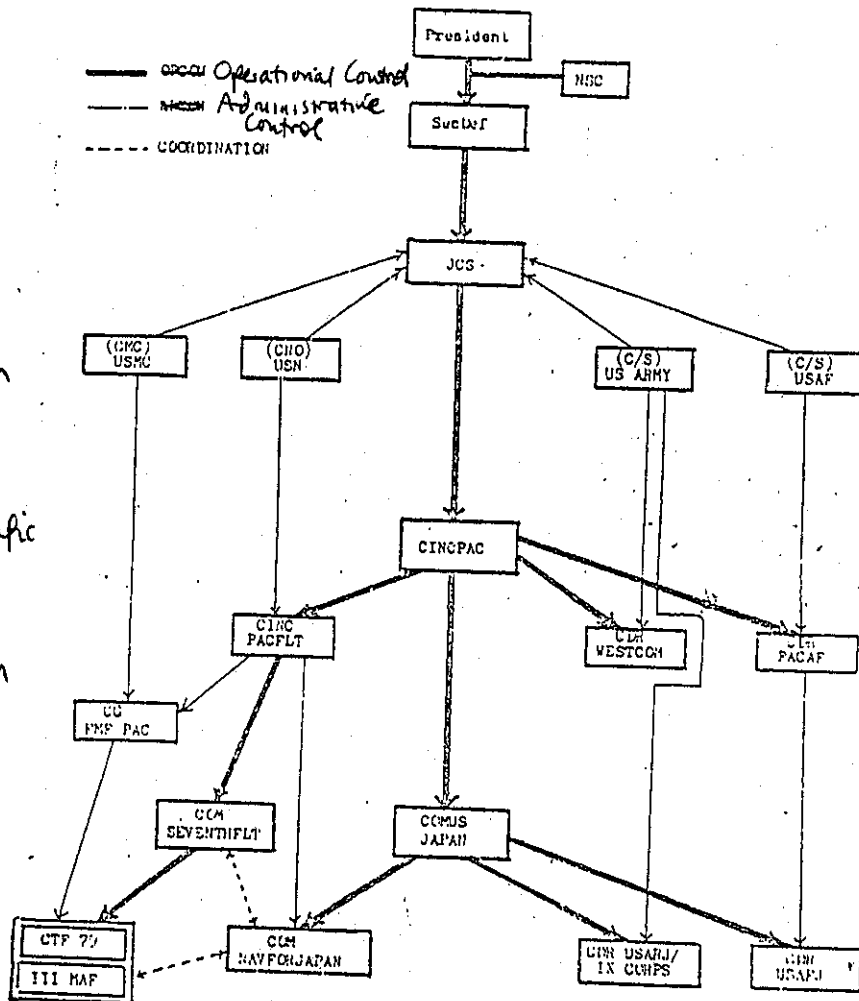 President
Operational Control
NSC
Administrative
Control
SecDef
COORDINATION
JCS
(CMC)
USMC
(CNO)
USN
(C/S)
US ARMY
(C/S)
USAF
CINCPAC
CINC
PACFLT
CDR
WESTCOM
PACAF
CG
FMF PAC
COM
SEVENTHFLT
COMUS
JAPAN
CTF 79
III MAF
COM
NAVFORJAPAN
CDR USARJ/
IX CORPS
CDR
USARJ